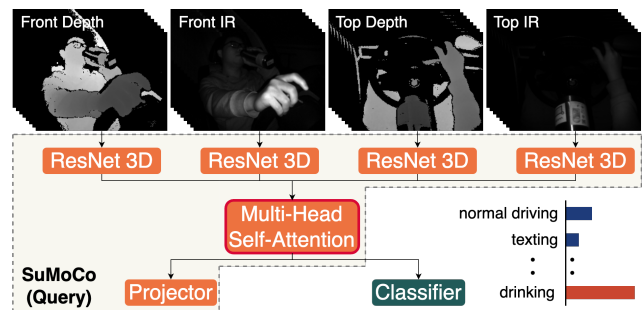 Front Depth
Front IR
Top Depth
Top IR
ResNet 3D
ResNet 3D
ResNet 3D
ResNet 3D
Multi-Head
Self-Attention
SuMoCo
(Query)
Projector
Classifier
normal driving
texting
drinking